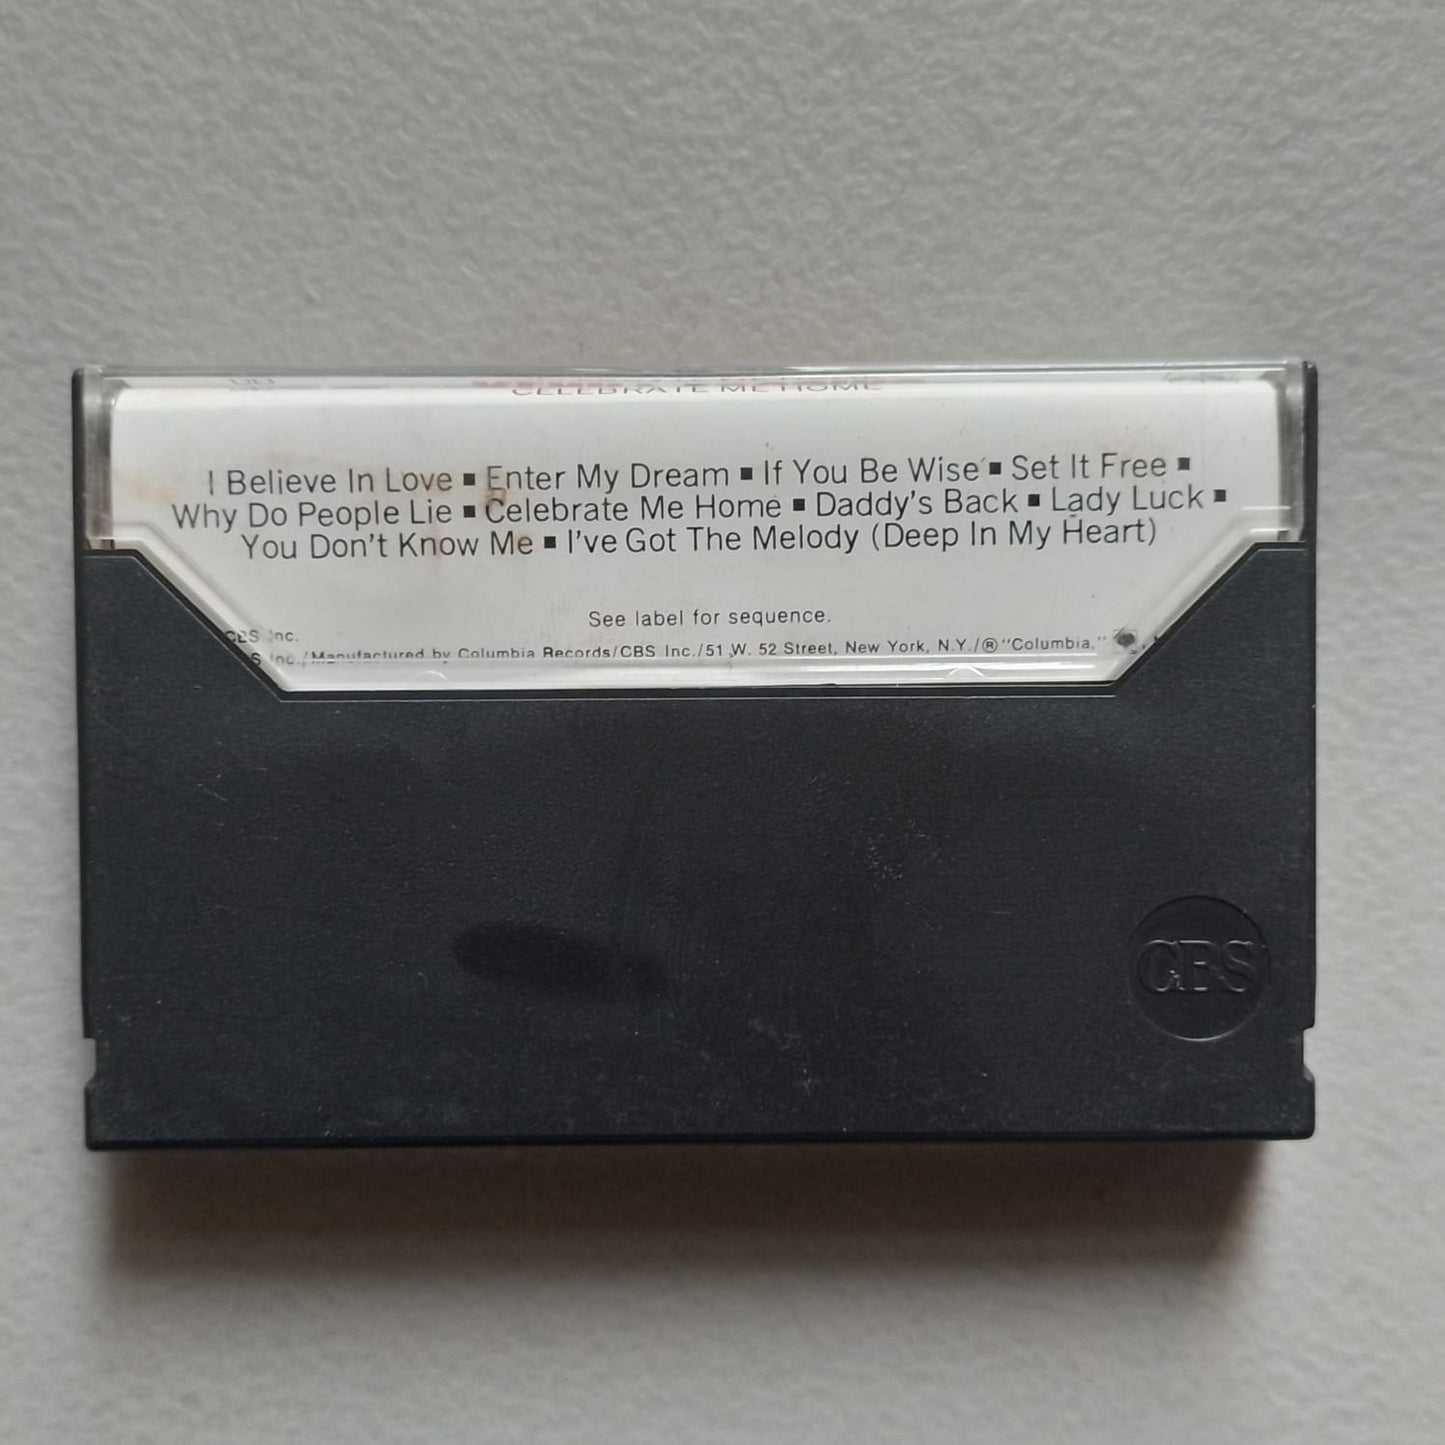 CELEBRATE ME HOME
I Believe In Love ▪ Enter My Dream ▪ If You Be Wise ▪ Set It Free ▪
Why Do People Lie ▪ Celebrate Me Home ▪ Daddy's Back ▪ Lady Luck ▪
You Don't Know Me ▪ I've Got The Melody (Deep In My Heart)
See label for sequence.
CBS Inc.
S Inc./Manufactured by Columbia Records/CBS Inc./51 W. 52 Street, New York, N.Y./® "Columbia,"
CBS